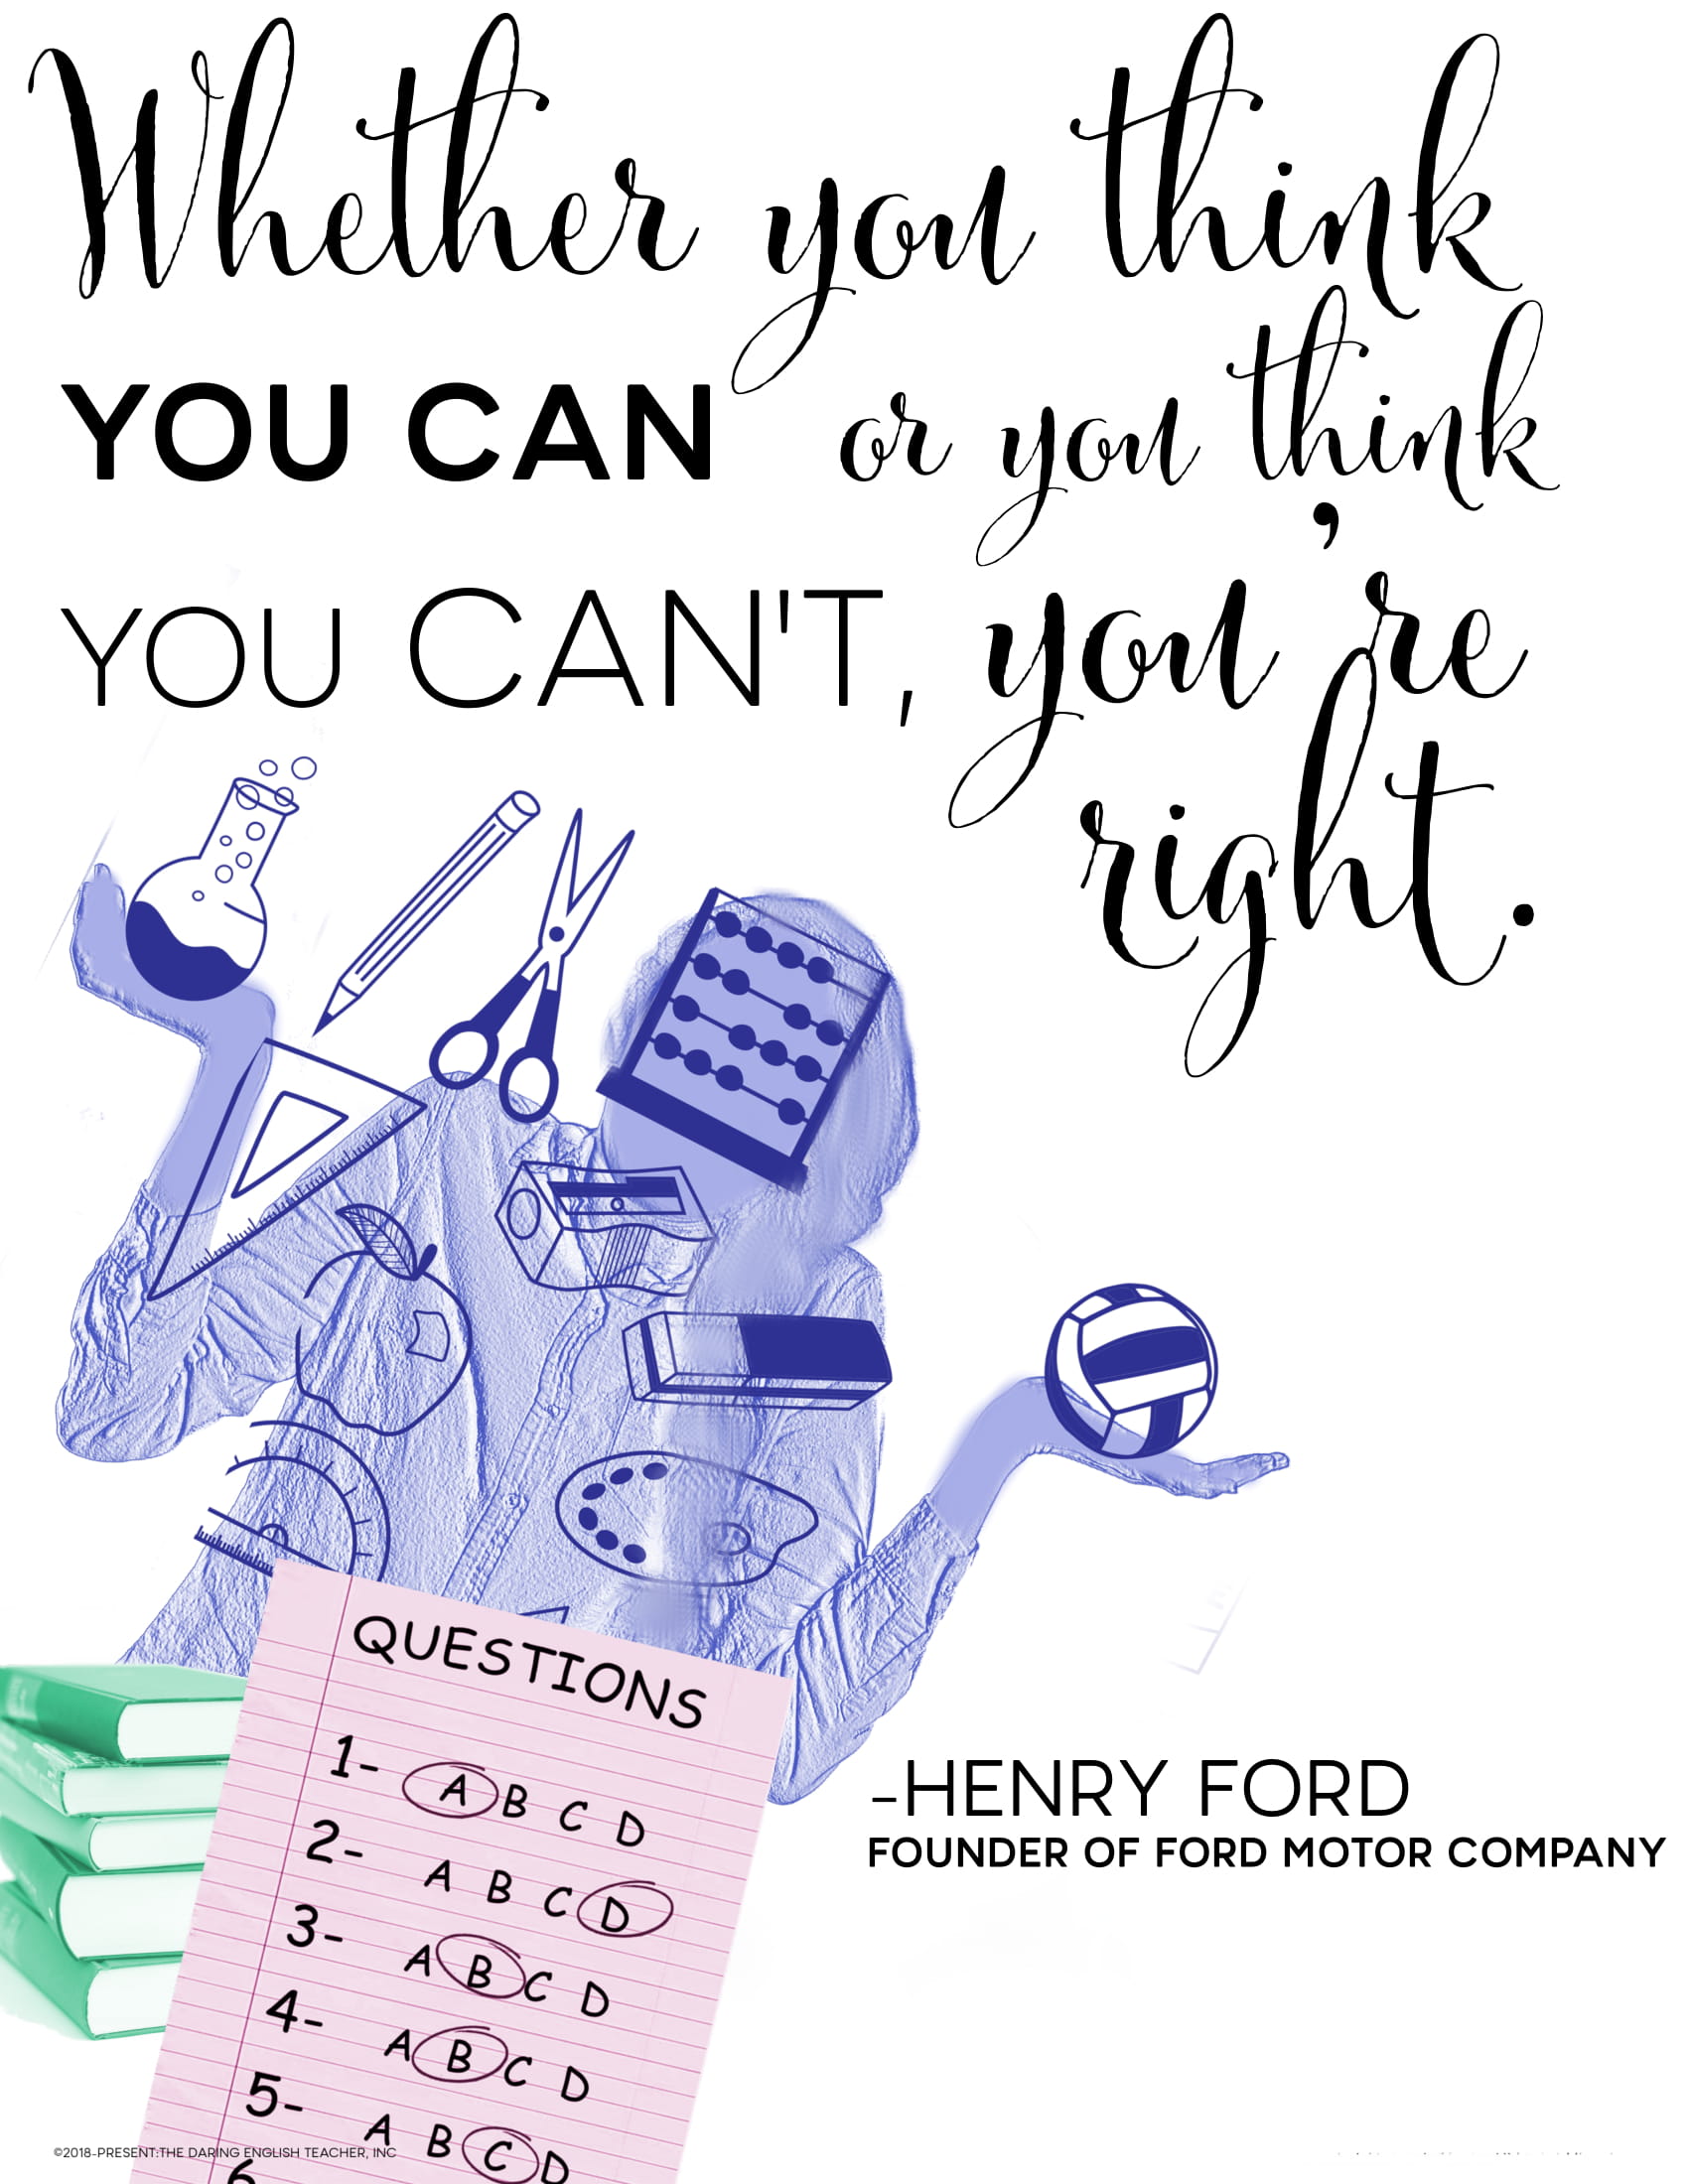 Whether you think
YOU CAN or you think
YOU CAN'T, you're
right.
QUESTIONS
1- A B C D
2- A B C D
3- A B C D
4- A B C D
5- A B C D
6
-HENRY FORD
FOUNDER OF FORD MOTOR COMPANY
©2018-PRESENT:THE DARING ENGLISH TEACHER, INC